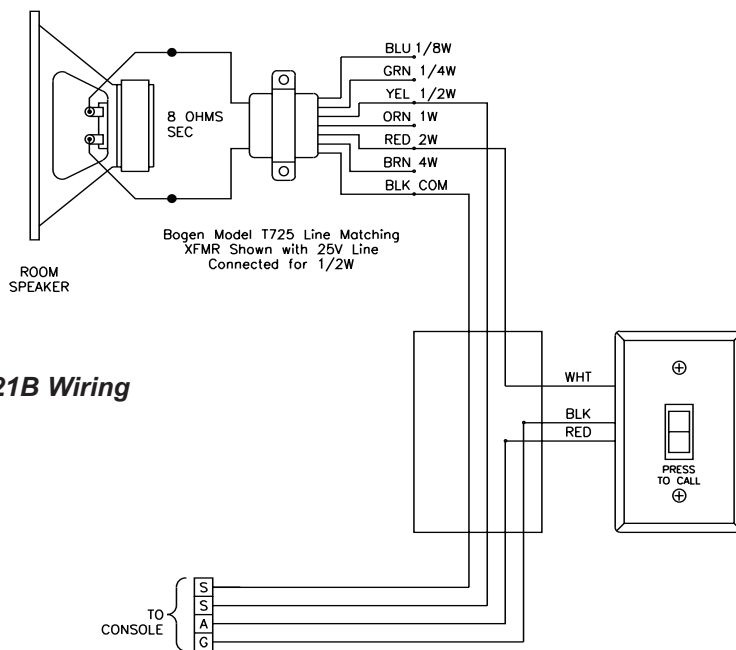 BLU 1/8W
GRN 1/4W
YEL 1/2W
ORN 1W
RED 2W
BRN 4W
BLK COM
8 OHMS
SEC
Bogen Model T725 Line Matching
XFMR Shown with 25V Line
Connected for 1/2W
ROOM
SPEAKER
21B Wiring
WHT
BLK
RED
PRESS
TO CALL
TO
CONSOLE
S
S
A
G